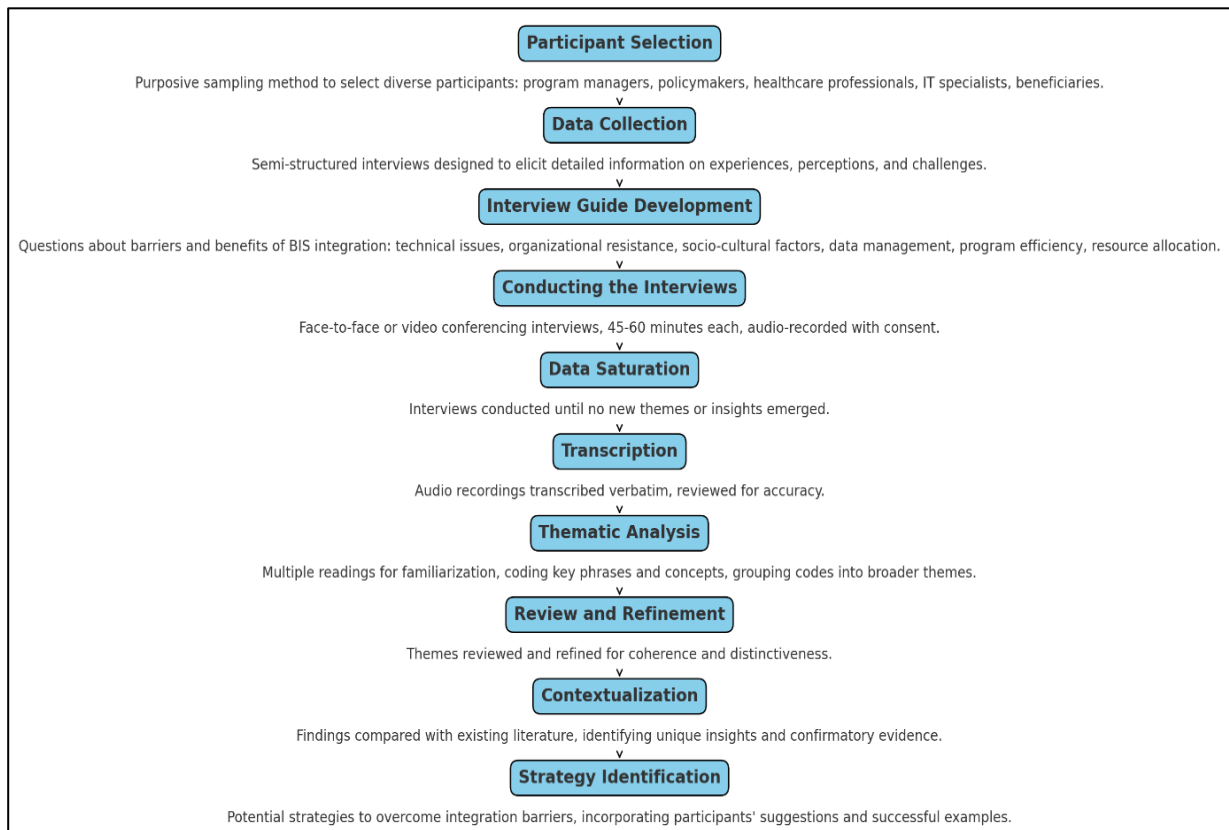 Participant Selection
Purposive sampling method to select diverse participants: program managers, policymakers, healthcare professionals, IT specialists, beneficiaries.
Data Collection
Semi-structured interviews designed to elicit detailed information on experiences, perceptions, and challenges.
Interview Guide Development
Questions about barriers and benefits of BIS integration: technical issues, organizational resistance, socio-cultural factors, data management, program efficiency, resource allocation.
Conducting the Interviews
Face-to-face or video conferencing interviews, 45-60 minutes each, audio-recorded with consent.
Data Saturation
Interviews conducted until no new themes or insights emerged.
Transcription
Audio recordings transcribed verbatim, reviewed for accuracy.
Thematic Analysis
Multiple readings for familiarization, coding key phrases and concepts, grouping codes into broader themes.
Review and Refinement
Themes reviewed and refined for coherence and distinctiveness.
Contextualization
Findings compared with existing literature, identifying unique insights and confirmatory evidence.
Strategy Identification
Potential strategies to overcome integration barriers, incorporating participants' suggestions and successful examples.